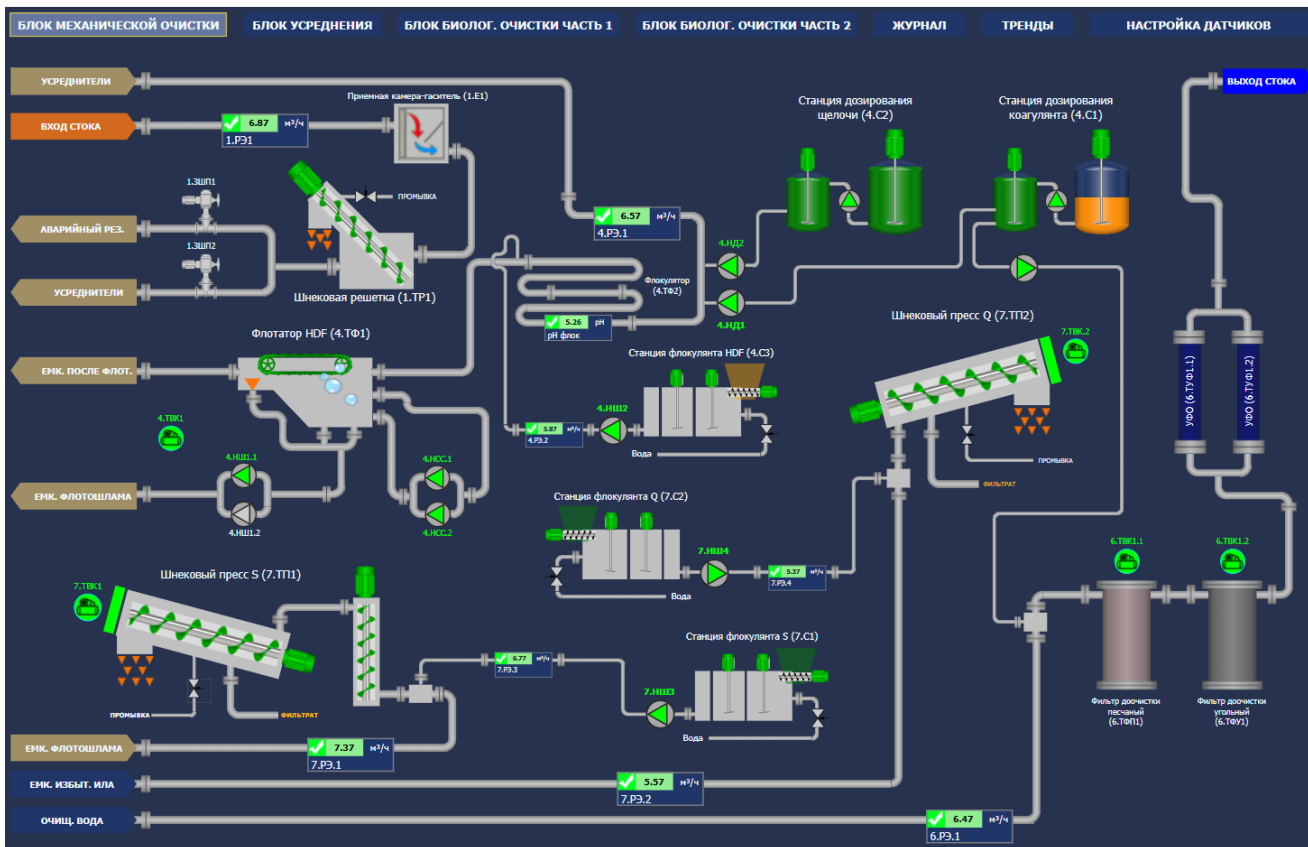 БЛОК МЕХАНИЧЕСКОЙ ОЧИСТКИ
БЛОК УСРЕДНЕНИЯ
БЛОК БИОЛОГ. ОЧИСТКИ ЧАСТЬ 1
БЛОК БИОЛОГ. ОЧИСТКИ ЧАСТЬ 2
ЖУРНАЛ
ТРЕНДЫ
НАСТРОЙКА ДАТЧИКОВ
УСРЕДНИТЕЛИ
ВЫХОД СТОКА
Приемная камера-гаситель (1.Е1)
Станция дозирования
щелочи (4.С2)
Станция дозирования
коагулянта (4.С1)
ВХОД СТОКА
6.87 м³/ч
1.РЭ1
1.ЗШП1
ПРОМЫВКА
АВАРИЙНЫЙ РЕЗ.
6.57 м³/ч
4.РЭ.1
1.ЗШП2
4.НД2
УСРЕДНИТЕЛИ
Шнековая решетка (1.ТР1)
Флокулятор
(4.ТФ2)
5.26 pH
pH флок
4.НД1
Шнековый пресс Q (7.ТП2)
7.ТВК.2
Флотатор HDF (4.ТФ1)
Станция флокулянта HDF (4.С3)
ЕМК. ПОСЛЕ ФЛОТ.
УФО (6.ТУФ1.1)
УФО (6.ТУФ1.2)
4.ТВК1
4.НШ2
5.87 м³/ч
4.РЭ.2
Вода
ПРОМЫВКА
4.НШ1.1
4.НСС.1
ФИЛЬТРАТ
ЕМК. ФЛОТОШЛАМА
Станция флокулянта Q (7.С2)
4.НШ1.2
4.НСС.2
7.НШ4
5.37 м³/ч
7.РЭ.4
Вода
6.ТВК1.1
6.ТВК1.2
Шнековый пресс S (7.ТП1)
7.ТВК1
Станция флокулянта S (7.С1)
6.77 м³/ч
7.РЭ.3
7.НШ3
Вода
ПРОМЫВКА
ФИЛЬТРАТ
Фильтр доочистки
песчаный
(6.ТФП1)
Фильтр доочистки
угольный
(6.ТФУ1)
ЕМК. ФЛОТОШЛАМА
7.37 м³/ч
7.РЭ.1
ЕМК. ИЗБЫТ. ИЛА
5.57 м³/ч
7.РЭ.2
ОЧИЩ. ВОДА
6.47 м³/ч
6.РЭ.1